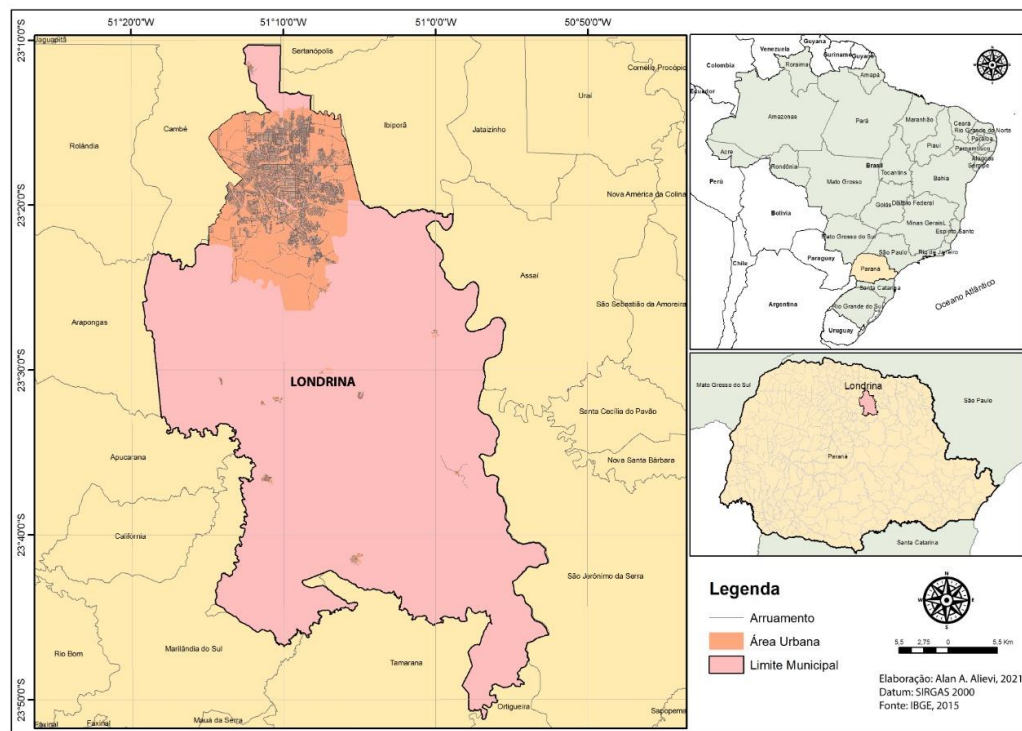 51°20'0"W
51°10'0"W
51°0'0"W
50°50'0"W
23°10'0"S
23°20'0"S
23°30'0"S
23°40'0"S
23°50'0"S
Jaguapitã
Sertanópolis
Cornélio Procópio
Uraí
Cambé
Ibiporã
Jataizinho
Rolândia
Nova América da Colina
Assaí
São Sebastião da Amoreira
Arapongas
LONDRINA
Santa Cecília do Pavão
Nova Santa Bárbara
Apucarana
Califórnia
São Jerônimo da Serra
Rio Bom
Marilândia do Sul
Tamarana
Ortigueira
Sapopema
Faxinal
Faxinal
Mauá da Serra
Venezuela
Guyana
Suriname
Guyane
Colombia
Roraima
Amapá
Ecuador
Amazonas
Pará
Maranhão
Ceará
Rio Grande do Norte
Paraíba
Piauí
Pernambuco
Alagoas
Sergipe
Acre
Rondônia
Brasil
Tocantins
Bahia
Perú
Mato Grosso
Goiás
Distrito Federal
Bolivia
Minas Gerais
Espírito Santo
Mato Grosso do Sul
São Paulo
Rio de Janeiro
Chile
Paraguay
Paraná
Santa Catarina
Oceano Atlântico
Argentina
Rio Grande do Sul
Uruguay
Mato Grosso do Sul
Londrina
São Paulo
Paraná
Santa Catarina
Legenda
Arruamento
Área Urbana
Limite Municipal
N
W
E
S
5.5 2.75 0 5.5 Km
Elaboração: Alan A. Alievi, 2021
Datum: SIRGAS 2000
Fonte: IBGE, 2015